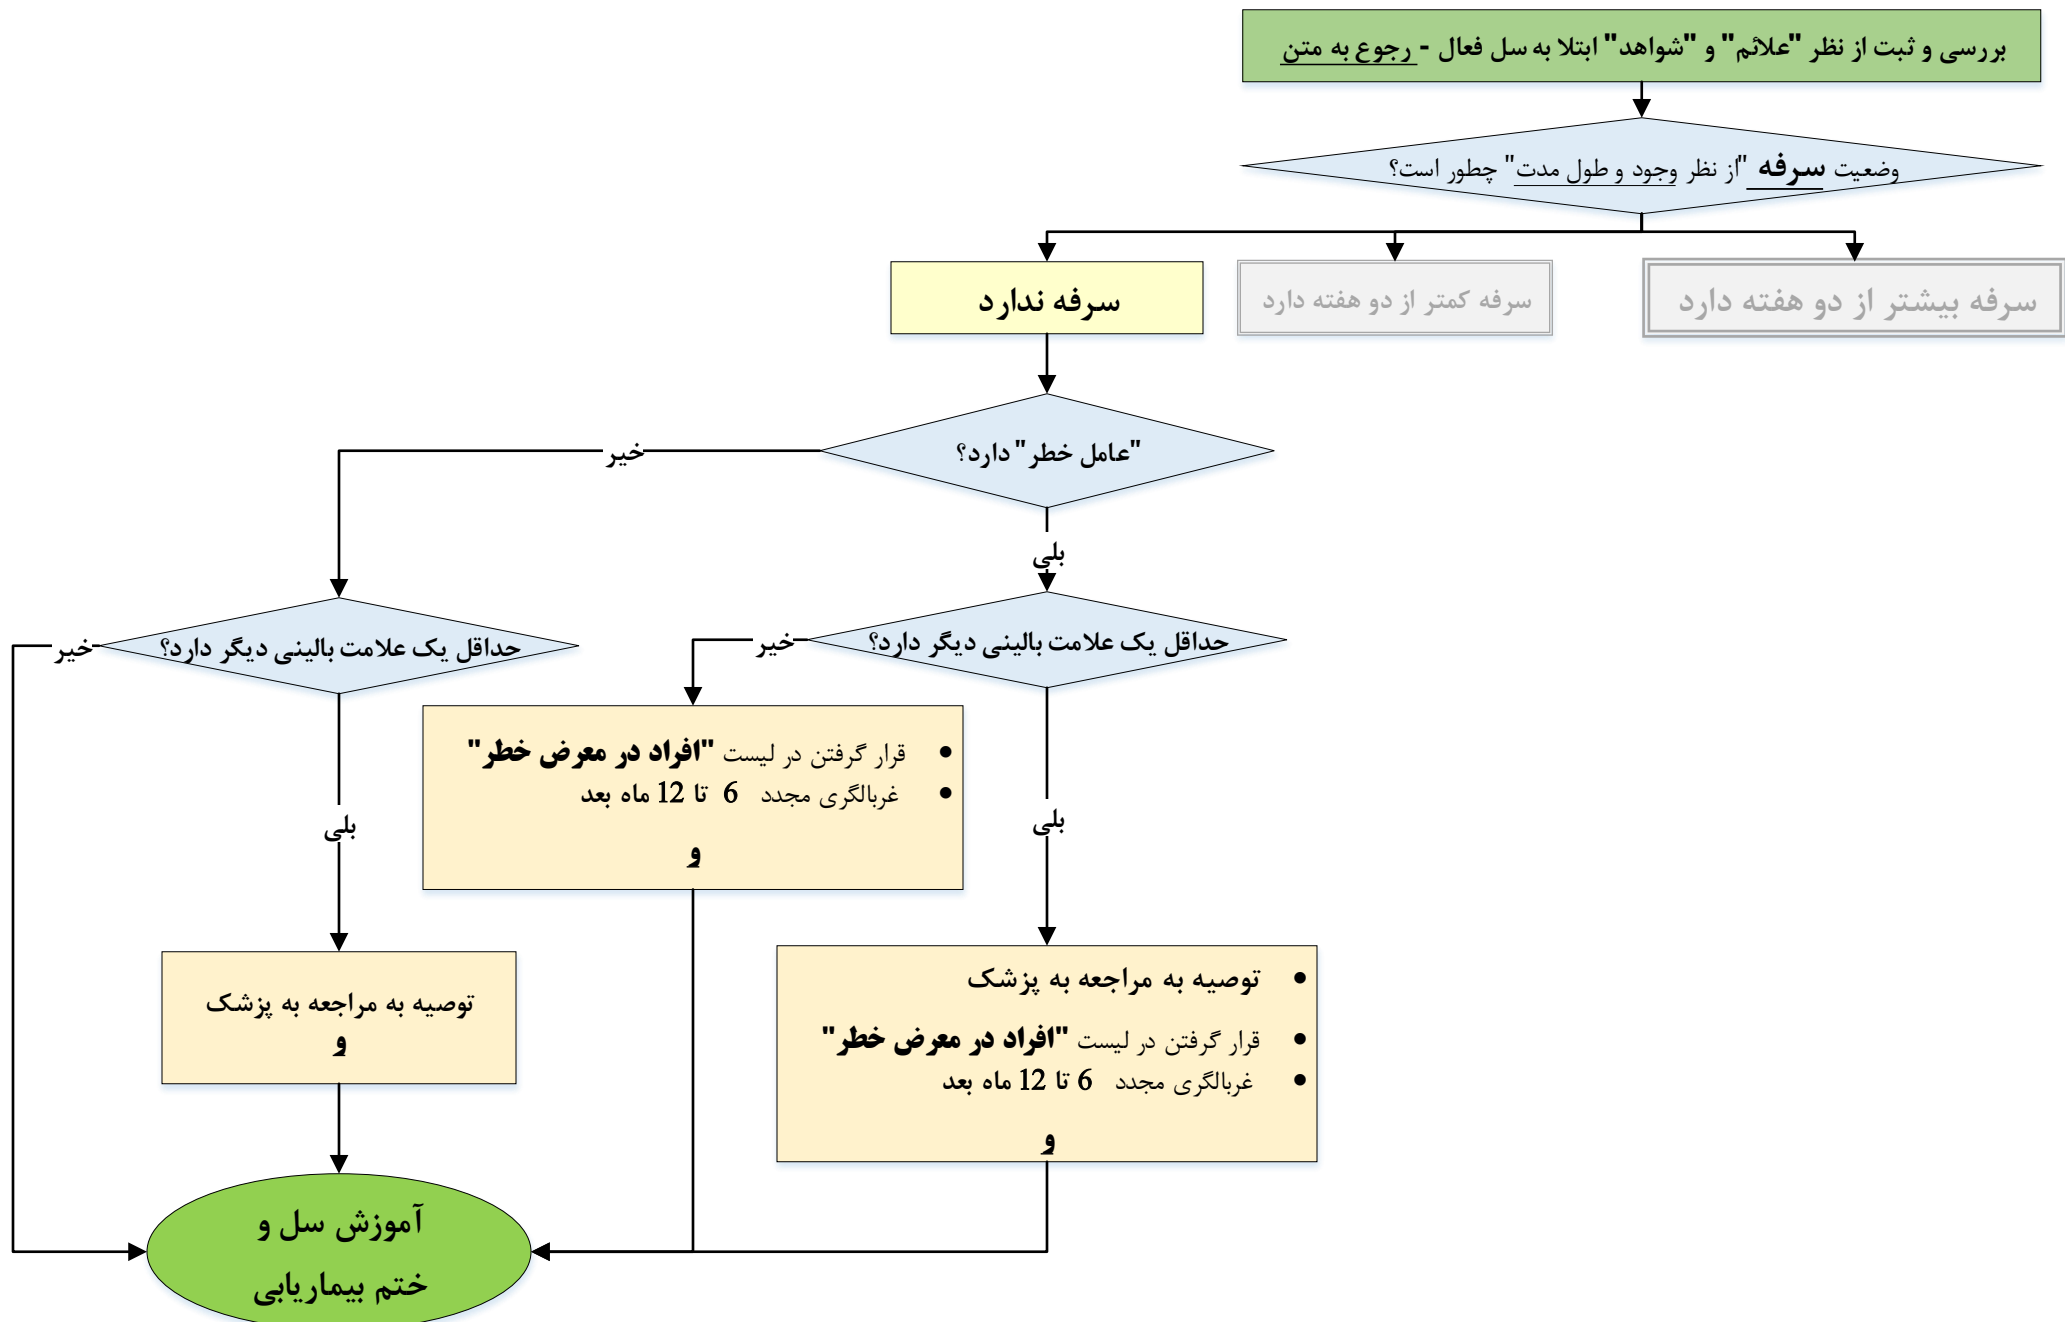 بررسی و ثبت از نظر "علائم" و "شواهد" ابتلا به سل فعال - رجوع به متن
وضعیت سرفه "از نظر وجود و طول مدت" چطور است؟
سرفه بیشتر از دو هفته دارد
سرفه کمتر از دو هفته دارد
سرفه ندارد
"عامل خطر" دارد؟
خیر
بلی
حداقل یک علامت بالینی دیگر دارد؟
خیر
حداقل یک علامت بالینی دیگر دارد؟
خیر
• قرار گرفتن در لیست "افراد در معرض خطر"
• غربالگری مجدد 6 تا 12 ماه بعد
و
بلی
بلی
• توصیه به مراجعه به پزشک
• قرار گرفتن در لیست "افراد در معرض خطر"
• غربالگری مجدد 6 تا 12 ماه بعد
و
توصیه به مراجعه به پزشک
و
آموزش سل و
ختم بیماریابی